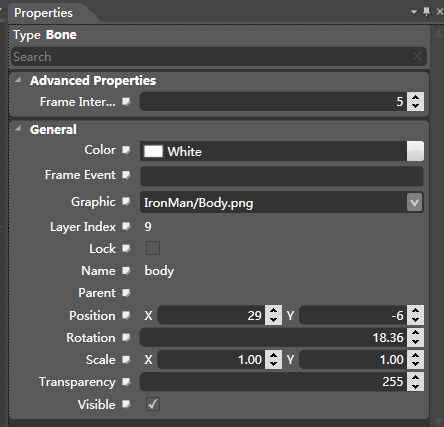 Properties
Type Bone
Search
Advanced Properties
Frame Inter... 5
General
Color White
Frame Event
Graphic IronMan/Body.png
Layer Index 9
Lock
Name body
Parent
Position X 29 Y -6
Rotation 18.36
Scale X 1.00 Y 1.00
Transparency 255
Visible